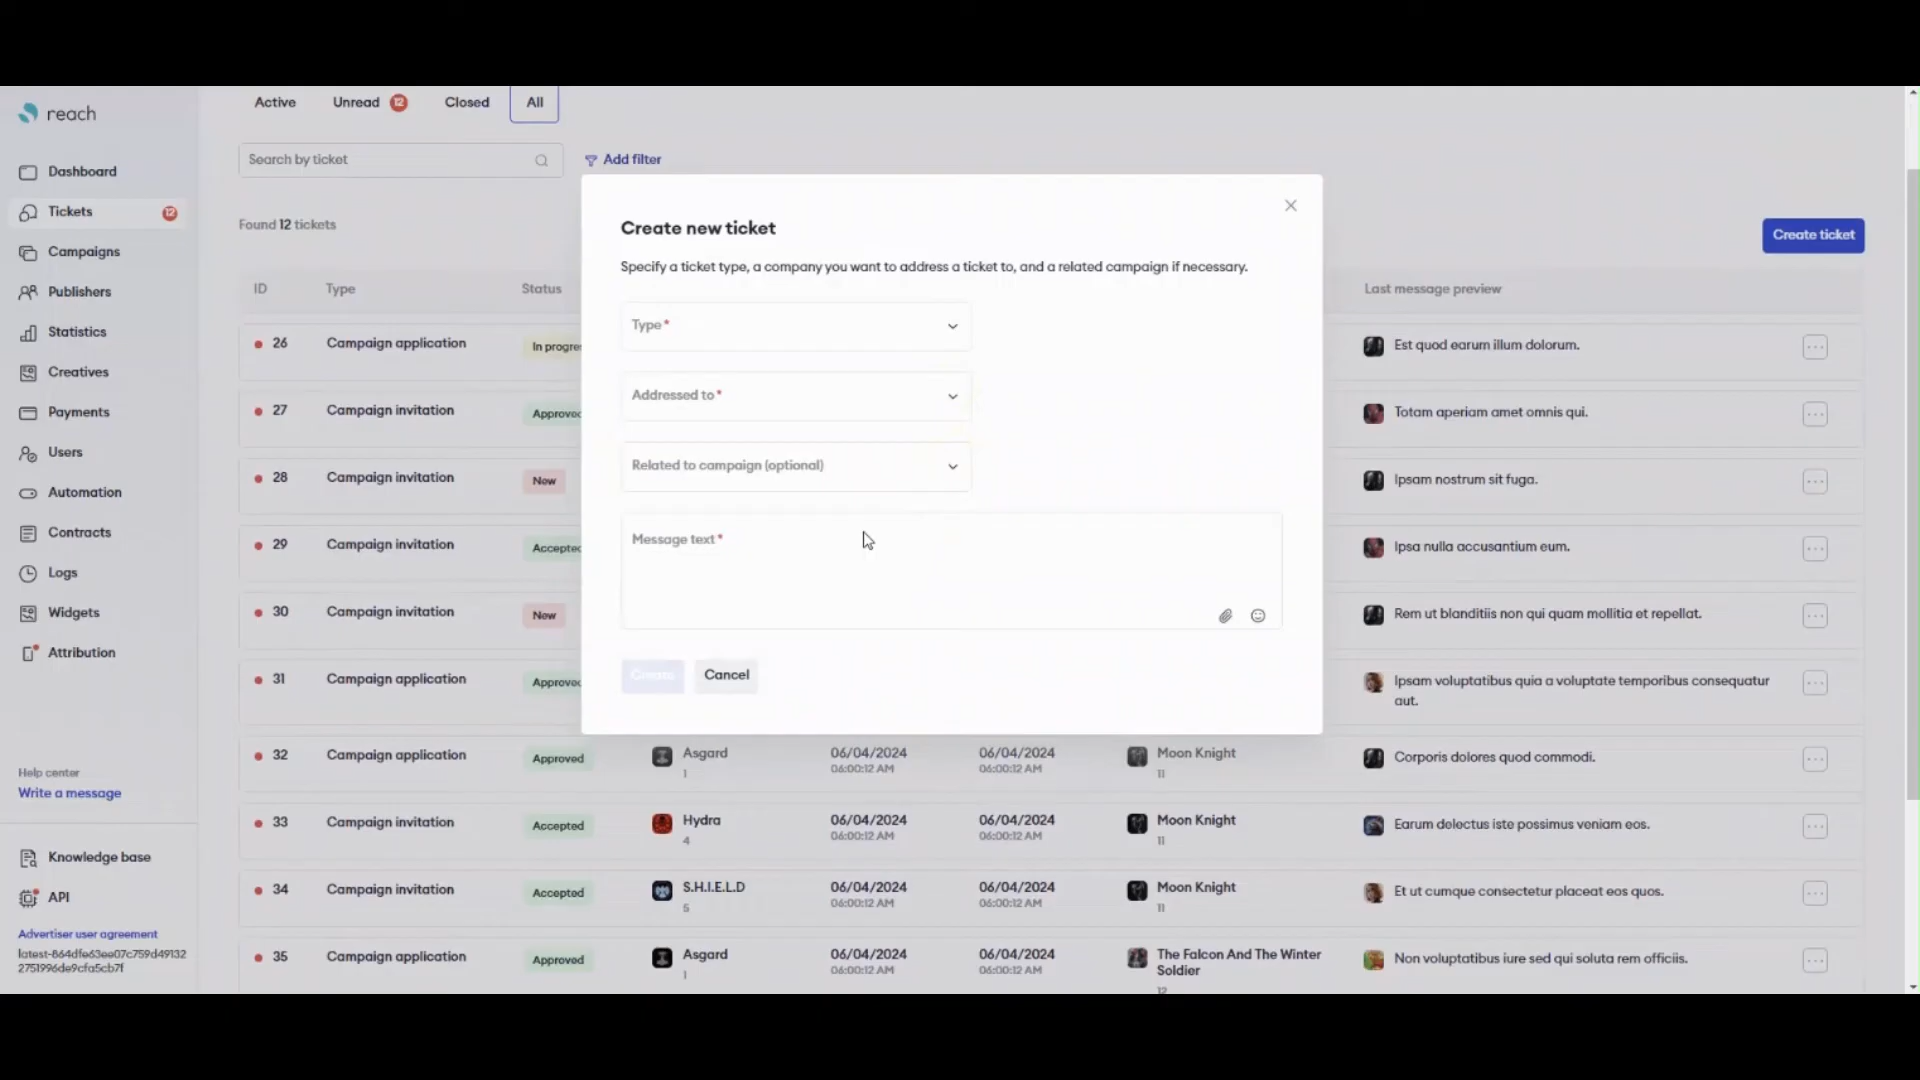 reach
Dashboard
Tickets 12
Campaigns
Publishers
Statistics
Creatives
Payments
Users
Automation
Contracts
Logs
Widgets
Attribution
Help center
Write a message
Knowledge base
API
Advertiser user agreement
latest-864dfe63ee07c759d49132
2751996de9cfa5cb7f
Active Unread 12 Closed All
Search by ticket Add filter
Found 12 tickets
Create ticket
ID Type Status Last message preview
26 Campaign application In progres Est quod earum illum dolorum.
27 Campaign invitation Approved Totam aperiam amet omnis qui.
28 Campaign invitation New Ipsam nostrum sit fuga.
29 Campaign invitation Accepted Ipsa nulla accusantium eum.
30 Campaign invitation New Rem ut blanditiis non qui quam mollitia et repellat.
31 Campaign application Approved Ipsam voluptatibus quia a voluptate temporibus consequatur
aut.
32 Campaign application Approved Asgard 06/04/2024 06/04/2024 Moon Knight Corporis dolores quod commodi.
1 06:00:12 AM 06:00:12 AM 11
33 Campaign invitation Accepted Hydra 06/04/2024 06/04/2024 Moon Knight Earum delectus iste possimus veniam eos.
4 06:00:12 AM 06:00:12 AM 11
34 Campaign invitation Accepted S.H.I.E.L.D 06/04/2024 06/04/2024 Moon Knight Et ut cumque consectetur placeat eos quos.
5 06:00:12 AM 06:00:12 AM 11
35 Campaign application Approved Asgard 06/04/2024 06/04/2024 The Falcon And The Winter Non voluptatibus iure sed qui soluta rem officiis.
1 06:00:12 AM 06:00:12 AM Soldier
12
Create new ticket
Specify a ticket type, a company you want to address a ticket to, and a related campaign if necessary.
Type*
Addressed to*
Related to campaign (optional)
Message text*
Create Cancel